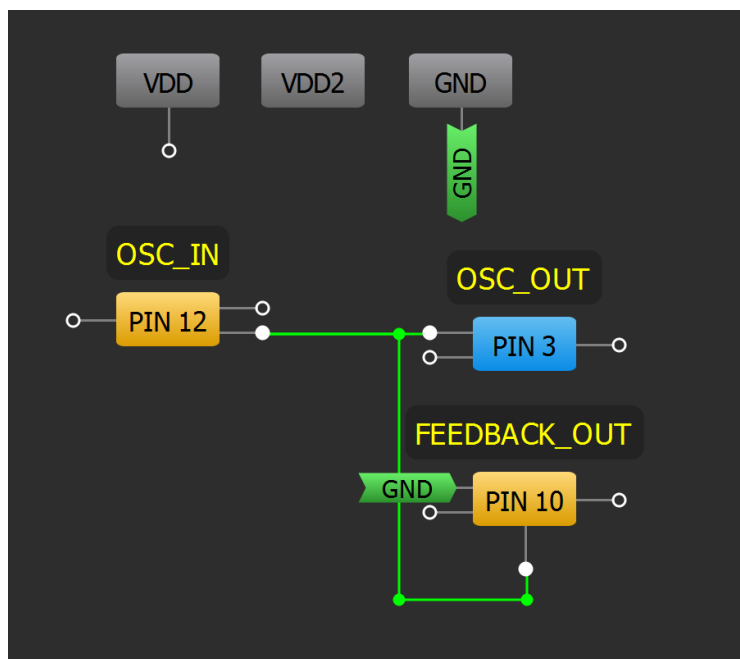 VDD
VDD2
GND
GND
OSC_IN
OSC_OUT
PIN 12
PIN 3
FEEDBACK_OUT
GND
PIN 10